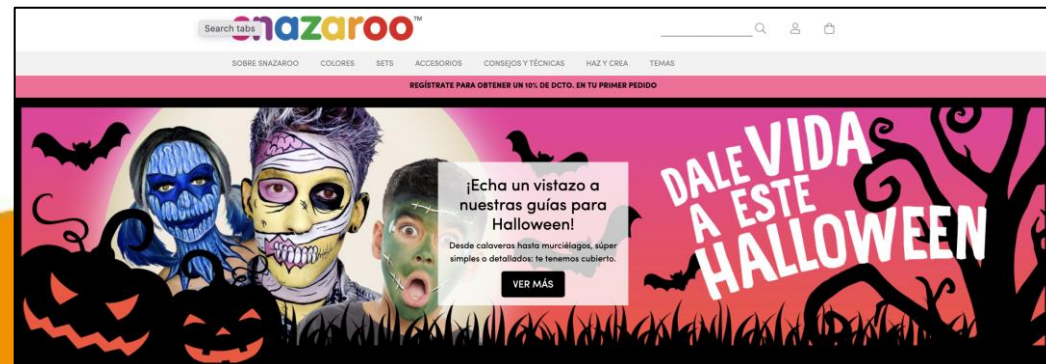 Search tabs
snazaroo™
SOBRE SNAZAROO COLORES SETS ACCESORIOS CONSEJOS Y TÉCNICAS HAZ Y CREA TEMAS
REGÍSTRATE PARA OBTENER UN 10% DE DCTO. EN TU PRIMER PEDIDO
¡Echa un vistazo a
nuestras guías para
Halloween!
Desde calaveras hasta murciélagos, súper
simples o detallados: te tenemos cubierto.
VER MÁS
DALE VIDA
A ESTE
HALLOWEEN